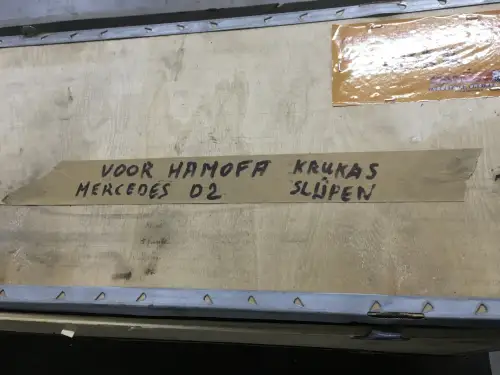 VOOR HAMOFA KRUKAS
MERCEDES D2 SLIJPEN